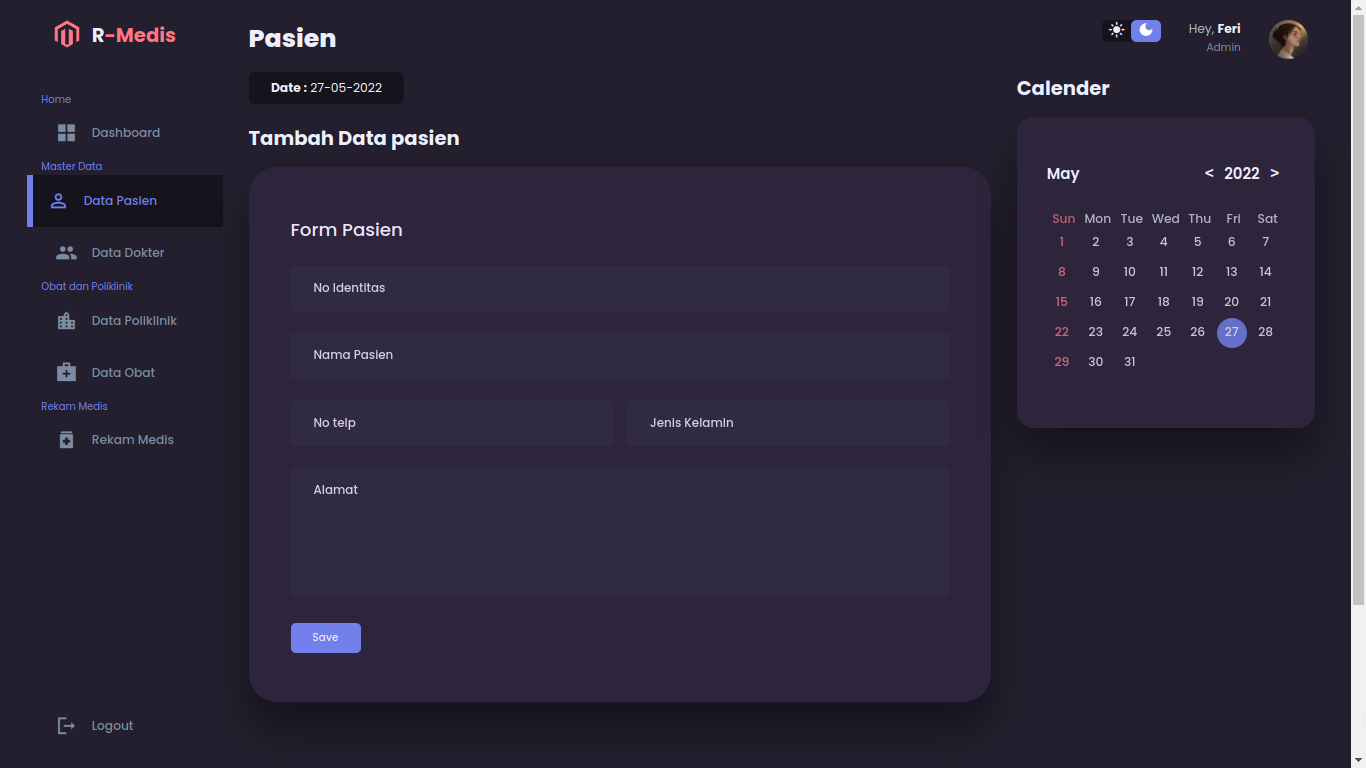 R-Medis
Home
Dashboard
Master Data
Data Pasien
Data Dokter
Obat dan Poliklinik
Data Poliklinik
Data Obat
Rekam Medis
Rekam Medis
Logout
Pasien
Date : 27-05-2022
Tambah Data pasien
Form Pasien
No Identitas
Nama Pasien
No telp
Jenis Kelamin
Alamat
Save
Hey, Feri
Admin
Calender
May < 2022 >
Sun Mon Tue Wed Thu Fri Sat
1 2 3 4 5 6 7
8 9 10 11 12 13 14
15 16 17 18 19 20 21
22 23 24 25 26 27 28
29 30 31